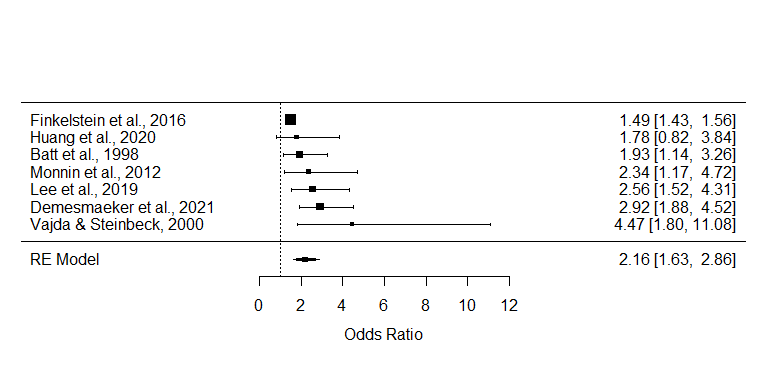 Finkelstein et al., 2016 1.49 [1.43, 1.56]
Huang et al., 2020 1.78 [0.82, 3.84]
Batt et al., 1998 1.93 [1.14, 3.26]
Monnin et al., 2012 2.34 [1.17, 4.72]
Lee et al., 2019 2.56 [1.52, 4.31]
Demesmaeker et al., 2021 2.92 [1.88, 4.52]
Vajda & Steinbeck, 2000 4.47 [1.80, 11.08]
RE Model 2.16 [1.63, 2.86]
0 2 4 6 8 10 12
Odds Ratio